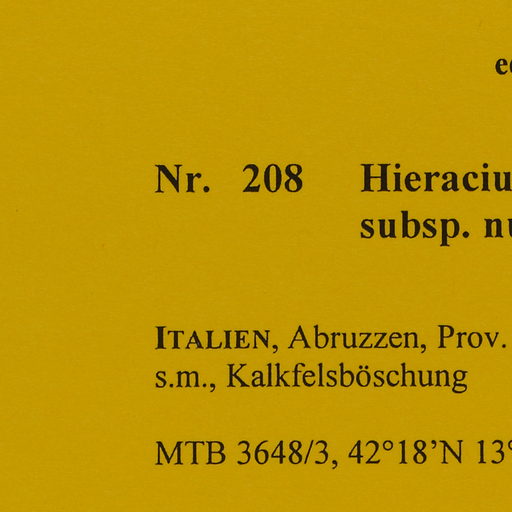 Nr. 208 Hieraciu
subsp. nu
ITALIEN, Abruzzen, Prov.
s.m., Kalkfelsböschung
MTB 3648/3, 42°18’N 13°